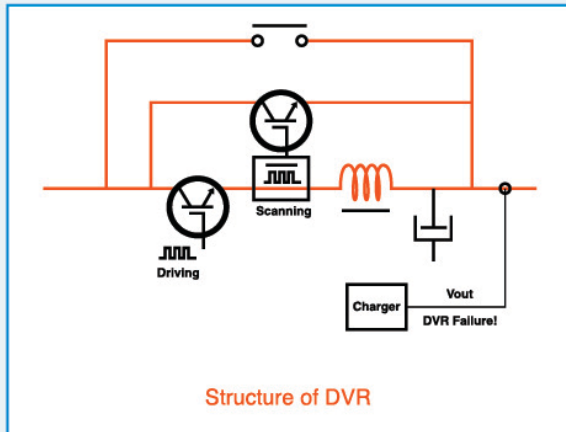 Scanning
Driving
Charger
Vout
DVR Failure!
Structure of DVR